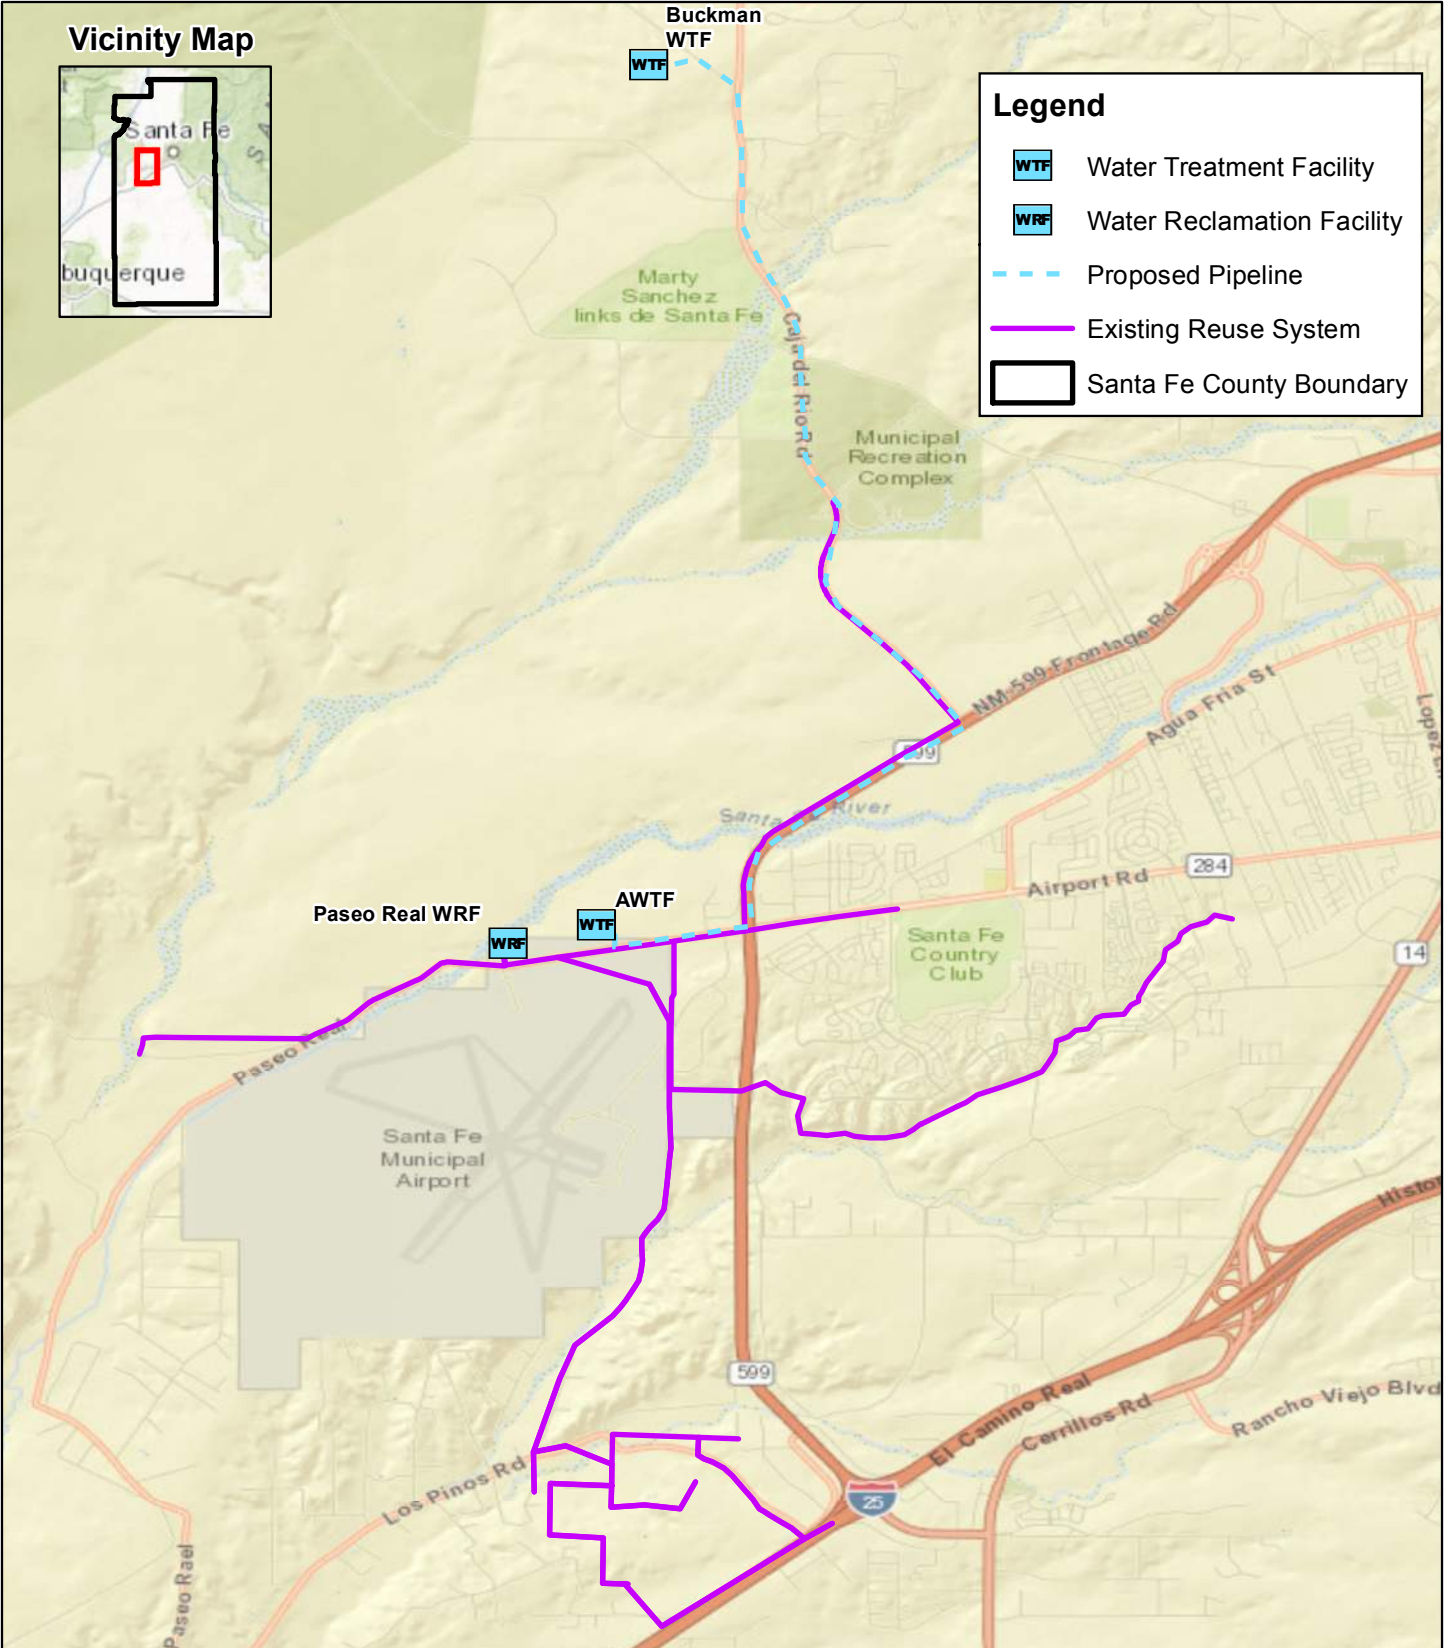 Buckman
WTF
WTF
Vicinity Map
Santa Fe
S A
buquerque
Legend
WTF Water Treatment Facility
WRF Water Reclamation Facility
Proposed Pipeline
Existing Reuse System
Santa Fe County Boundary
Marty
Sanchez
links de Santa Fe
Caja del Rio Rd
Municipal
Recreation
Complex
NM-599 Frontage Rd
Agua Fria St
Lopez Ln
599
Santa Fe River
284
Airport Rd
AWTF
WTF
Paseo Real WRF
WRF
Santa Fe
Country
Club
14
Paseo Real
Santa Fe
Municipal
Airport
Histor
599
El Camino Real
Cerrillos Rd
Rancho Viejo Blvd
Los Pinos Rd
25
Paseo Rael